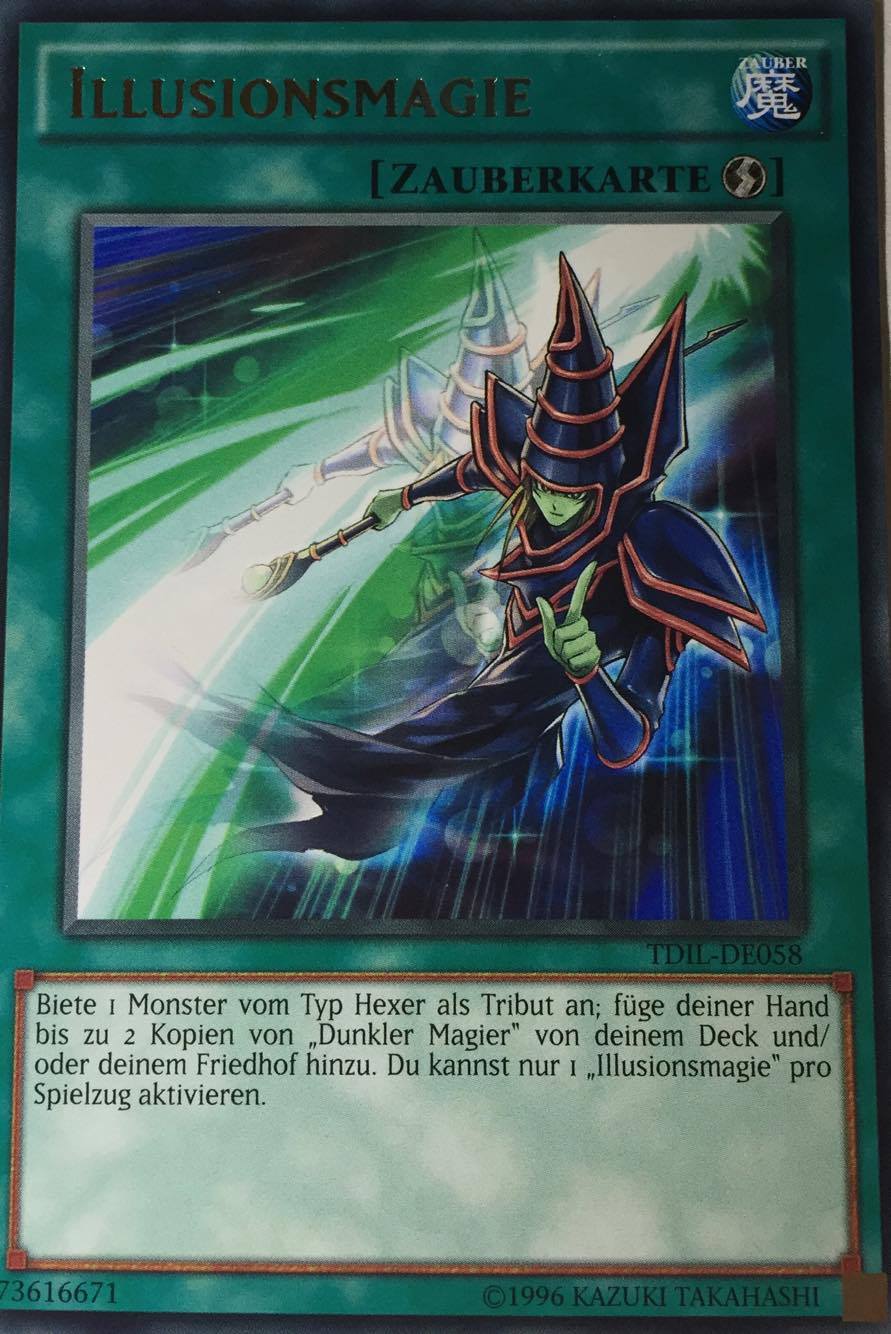 ILLUSIONSMAGIE
ZAUBER
魔
[ZAUBERKARTE]
TDIL-DE058
Biete 1 Monster vom Typ Hexer als Tribut an; füge deiner Hand
bis zu 2 Kopien von „Dunkler Magier" von deinem Deck und/
oder deinem Friedhof hinzu. Du kannst nur 1 „Illusionsmagie" pro
Spielzug aktivieren.
73616671
©1996 KAZUKI TAKAHASHI